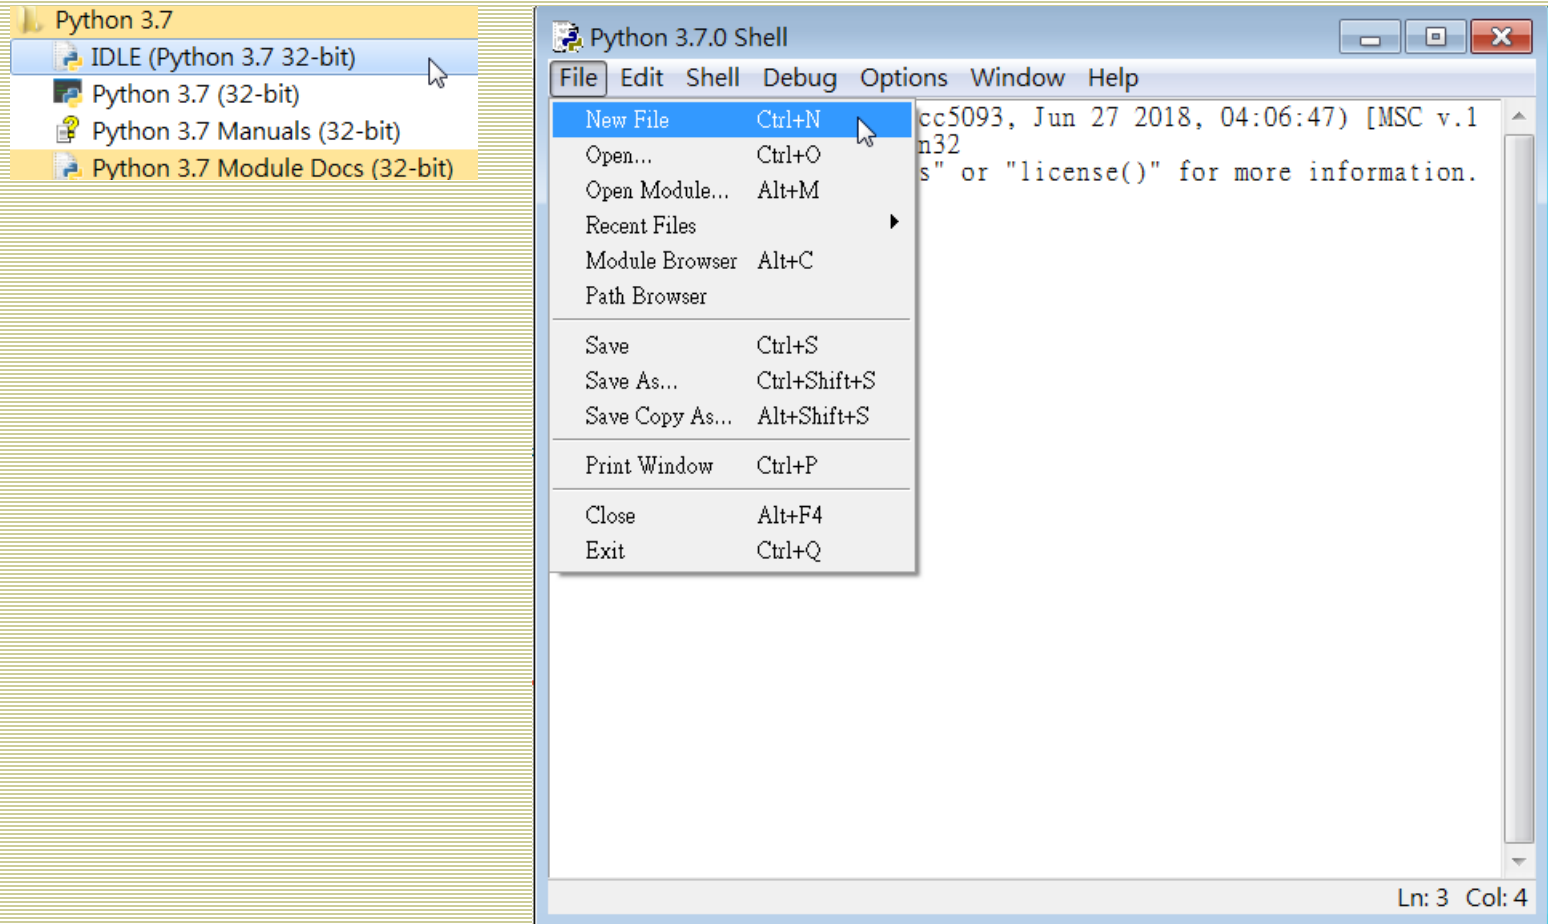 Python 3.7
IDLE (Python 3.7 32-bit)
Python 3.7 (32-bit)
Python 3.7 Manuals (32-bit)
Python 3.7 Module Docs (32-bit)
Python 3.7.0 Shell
File Edit Shell Debug Options Window Help
cc5093, Jun 27 2018, 04:06:47) [MSC v.1
n32
s" or "license()" for more information.
New File Ctrl+N
Open... Ctrl+O
Open Module... Alt+M
Recent Files
Module Browser Alt+C
Path Browser
Save Ctrl+S
Save As... Ctrl+Shift+S
Save Copy As... Alt+Shift+S
Print Window Ctrl+P
Close Alt+F4
Exit Ctrl+Q
Ln: 3 Col: 4